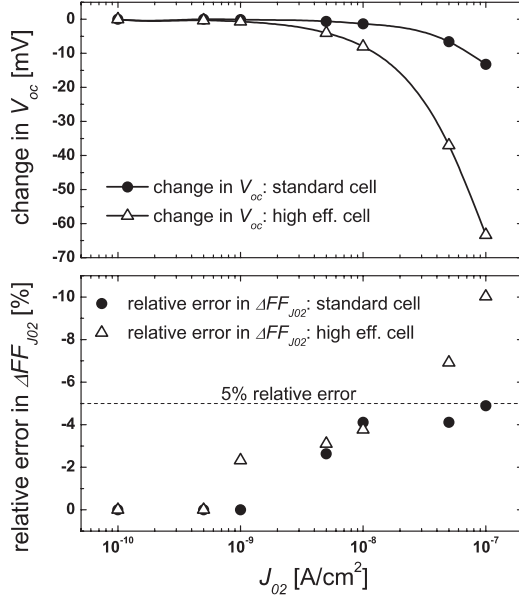 change in Voc [mV]
0
-10
-20
-30
-40
-50
-60
-70
change in Voc: standard cell
change in Voc: high eff. cell
relative error in ΔFFJ02 [%]
-10
-8
-6
-4
-2
0
relative error in ΔFFJ02: standard cell
relative error in ΔFFJ02: high eff. cell
5% relative error
10-10
10-9
10-8
10-7
J02 [A/cm2]